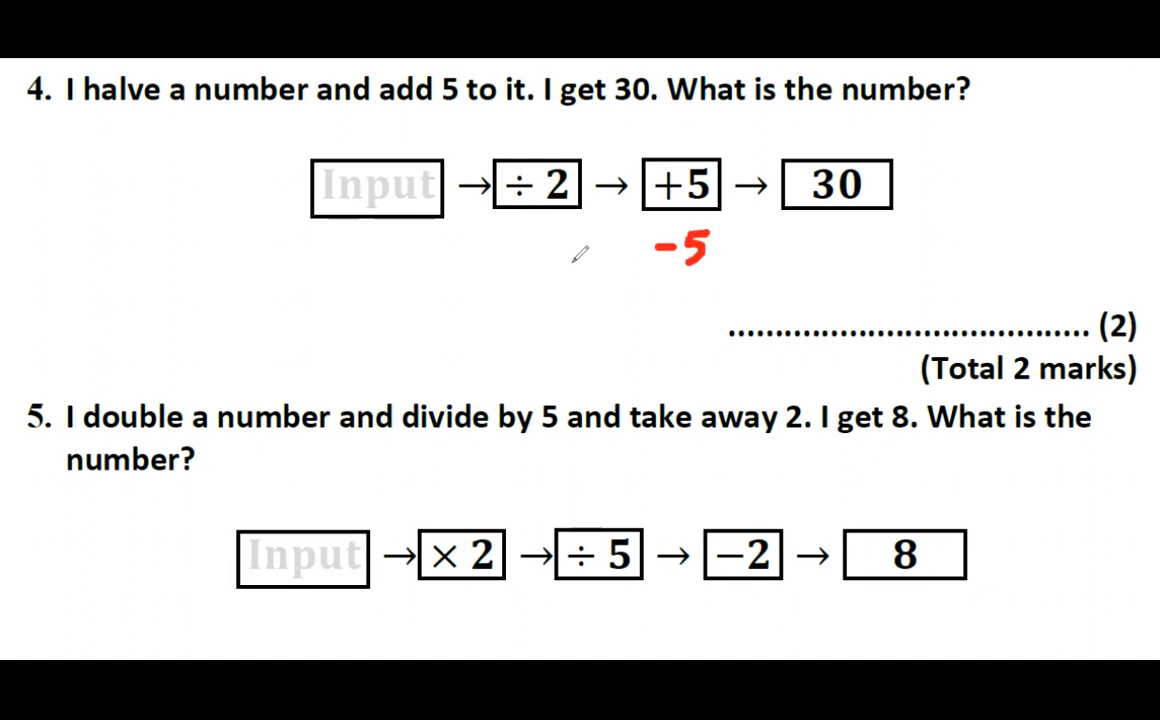 4. I halve a number and add 5 to it. I get 30. What is the number?
Input → ÷ 2 → +5 → 30
−5
....................................... (2)
(Total 2 marks)
5. I double a number and divide by 5 and take away 2. I get 8. What is the
number?
Input → × 2 → ÷ 5 → −2 → 8